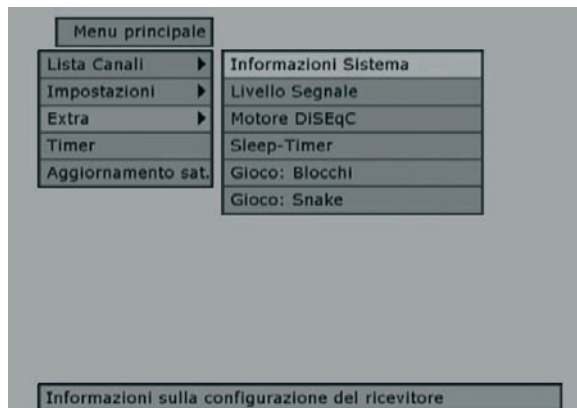 Menu principale
Lista Canali
Impostazioni
Extra
Timer
Aggiornamento sat.
Informazioni Sistema
Livello Segnale
Motore DiSEqC
Sleep-Timer
Gioco: Blocchi
Gioco: Snake
Informazioni sulla configurazione del ricevitore